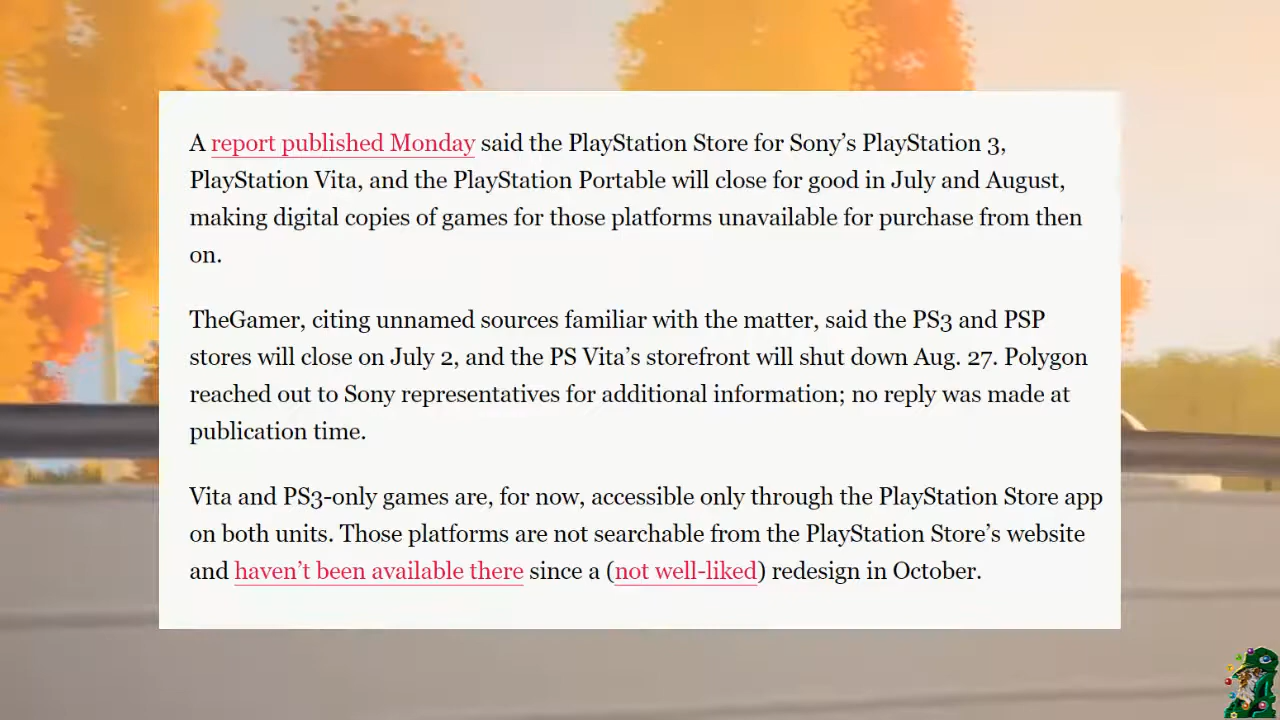 A report published Monday said the PlayStation Store for Sony’s PlayStation 3,
PlayStation Vita, and the PlayStation Portable will close for good in July and August,
making digital copies of games for those platforms unavailable for purchase from then
on.
TheGamer, citing unnamed sources familiar with the matter, said the PS3 and PSP
stores will close on July 2, and the PS Vita’s storefront will shut down Aug. 27. Polygon
reached out to Sony representatives for additional information; no reply was made at
publication time.
Vita and PS3-only games are, for now, accessible only through the PlayStation Store app
on both units. Those platforms are not searchable from the PlayStation Store’s website
and haven’t been available there since a (not well-liked) redesign in October.